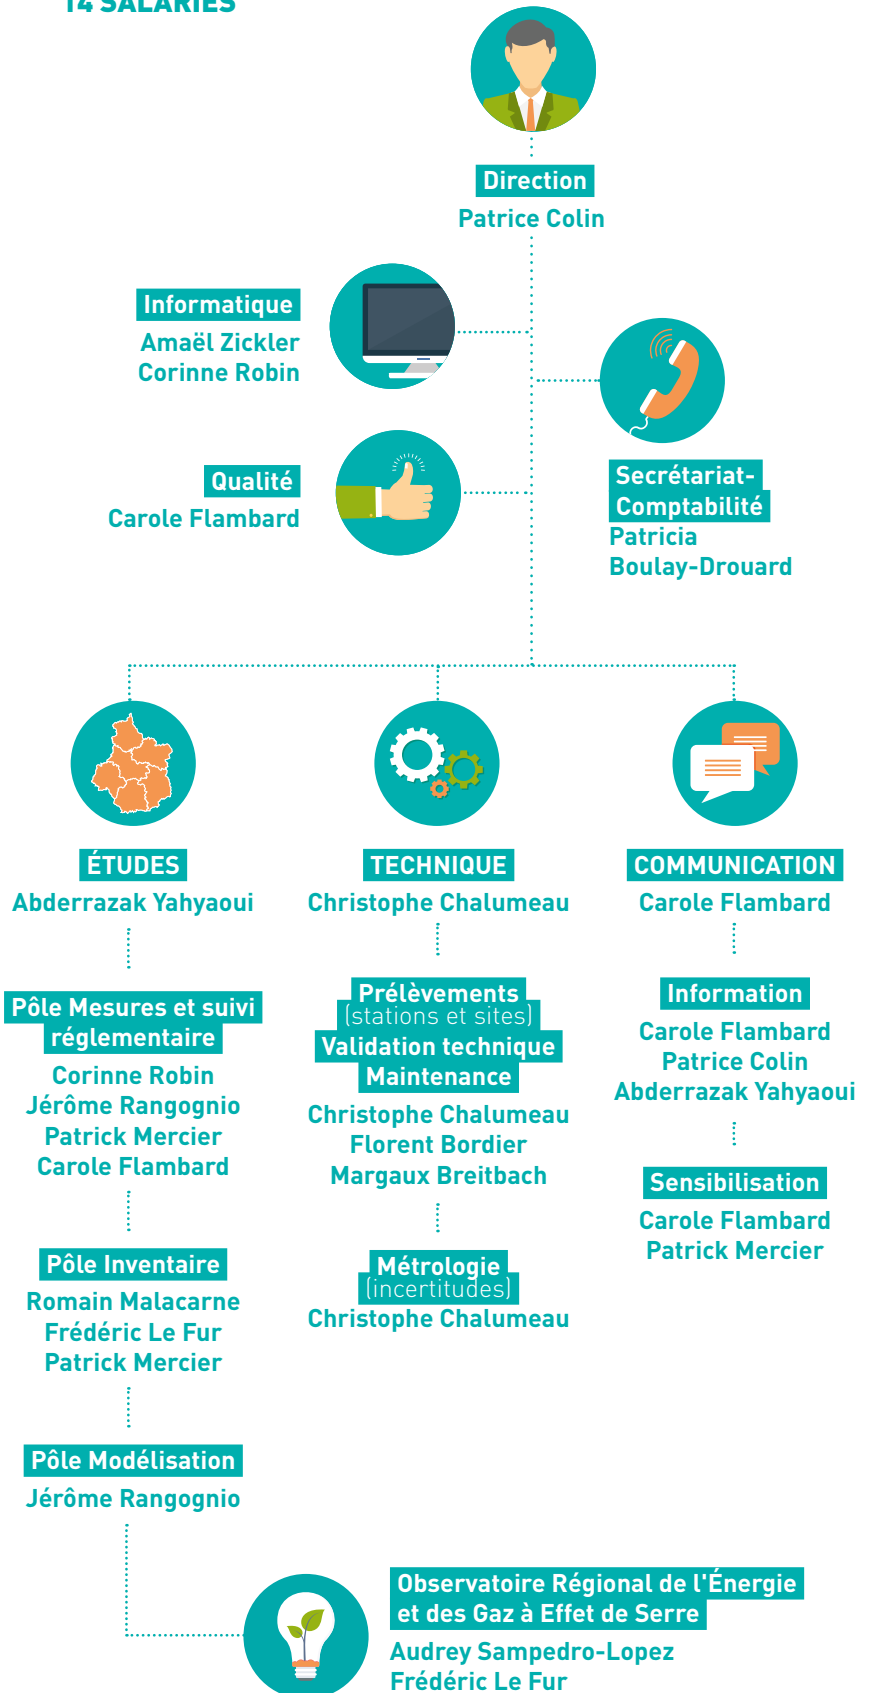 14 SALARIÉS
Direction
Patrice Colin
Informatique
Amaël Zickler
Corinne Robin
Qualité
Carole Flambard
Secrétariat-
Comptabilité
Patricia
Boulay-Drouard
ÉTUDES
Abderrazak Yahyaoui
Pôle Mesures et suivi
réglementaire
Corinne Robin
Jérôme Rangognio
Patrick Mercier
Carole Flambard
Pôle Inventaire
Romain Malacarne
Frédéric Le Fur
Patrick Mercier
Pôle Modélisation
Jérôme Rangognio
TECHNIQUE
Christophe Chalumeau
Prélèvements
(stations et sites)
Validation technique
Maintenance
Christophe Chalumeau
Florent Bordier
Margaux Breitbach
Métrologie
(incertitudes)
Christophe Chalumeau
COMMUNICATION
Carole Flambard
Information
Carole Flambard
Patrice Colin
Abderrazak Yahyaoui
Sensibilisation
Carole Flambard
Patrick Mercier
Observatoire Régional de l'Énergie
et des Gaz à Effet de Serre
Audrey Sampedro-Lopez
Frédéric Le Fur